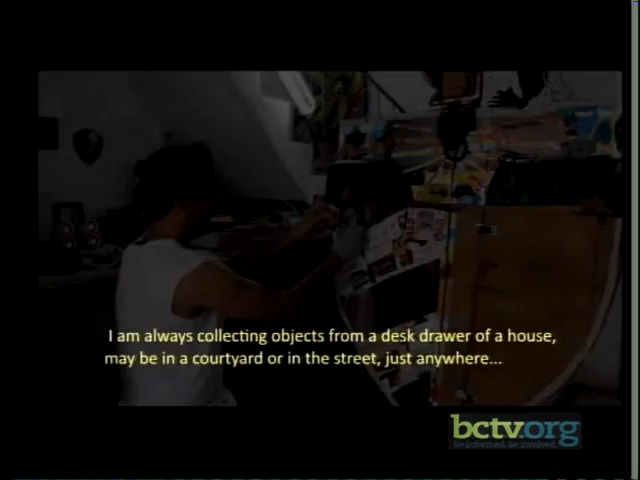 I am always collecting objects from a desk drawer of a house,
may be in a courtyard or in the street, just anywhere...
bctv.org
Be informed. Be involved.